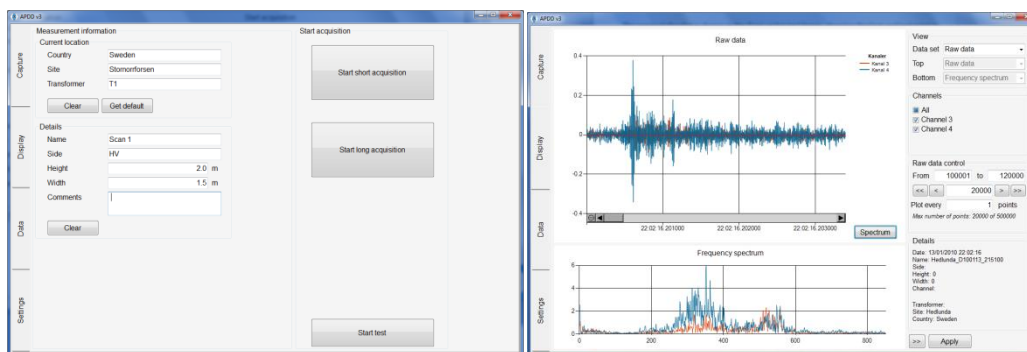 APDD v3
Measurement information
Current location
Country Sweden
Site Stornorrforsen
Transformer T1
Clear Get default
Details
Name Scan 1
Side HV
Height 2.0 m
Width 1.5 m
Comments
Clear
Start acquisition
Start short acquisition
Start long acquisition
Start test
Capture
Display
Data
Settings
APDD v3
Capture
Display
Data
Settings
Raw data
Kanaler
Kanal 3
Kanal 4
0.4
0.2
0
-0.2
-0.4
22:02:16.201000 22:02:16.202000 22:02:16.203000
Spectrum
Frequency spectrum
6
4
2
0
0 200 400 600 800
View
Data set Raw data
Top Raw data
Bottom Frequency spectrum
Channels
All
Channel 3
Channel 4
Raw data control
From 100001 to 120000
<< < 20000 > >>
Plot every 1 points
Max number of points: 20000 of 500000
Details
Date: 13/01/2010 22:02:16
Name: Hedlunda_D100113_215100
Side:
Height: 0
Width: 0
Channel:
Transformer:
Site: Hedlunda
Country: Sweden
>> Apply